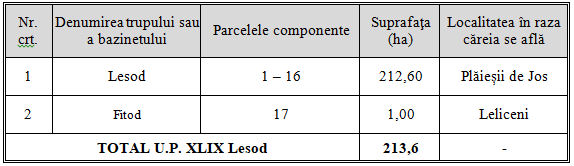 Nr. crt. Denumirea trupului sau a bazinetului Parcelele componente Suprafaţa (ha) Localitatea în raza căreia se află
1 Lesod 1 – 16 212,60 Plăieșii de Jos
2 Fitod 17 1,00 Leliceni
TOTAL U.P. XLIX Lesod 213,6 -